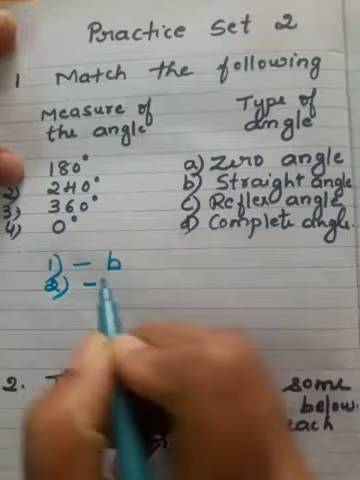 Practice Set 2
1 Match the following
Measure of the angle Type of angle
180° a) Zero angle
2) 240° b) Straight angle
3) 360° c) Reflex angle
4) 0° d) Complete angle
1) - b
2) -
2. some
below.
each